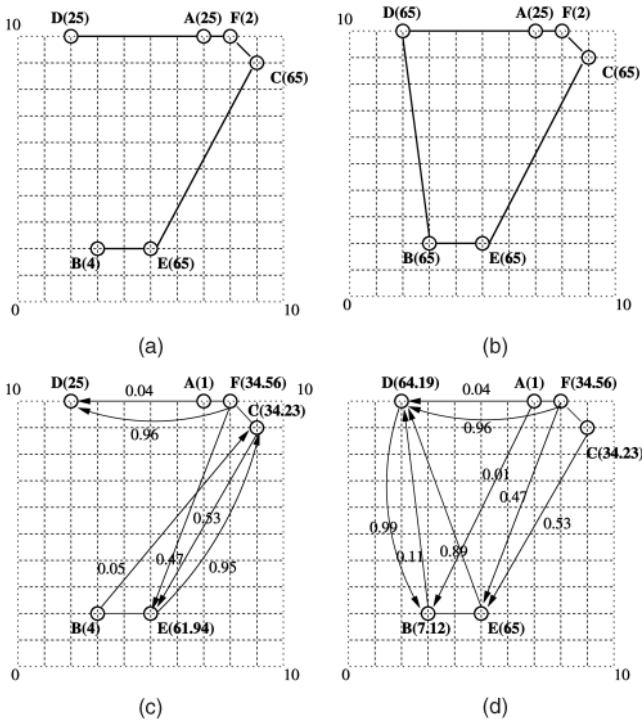 D(25) A(25) F(2)
10
C(65)
B(4) E(65)
0 10
(a)
D(65) A(25) F(2)
10
C(65)
B(65) E(65)
0 10
(b)
D(25) A(1) F(34.56)
10 10
0.04
C(34.23)
0.96
0.53
0.47
0.05 0.95
B(4) E(61.94)
0 10
(c)
D(64.19) A(1) F(34.56)
10
0.04
0.96
C(34.23)
0.01
0.47
0.99 0.53
0.11 0.89
B(7.12) E(65)
0 10
(d)